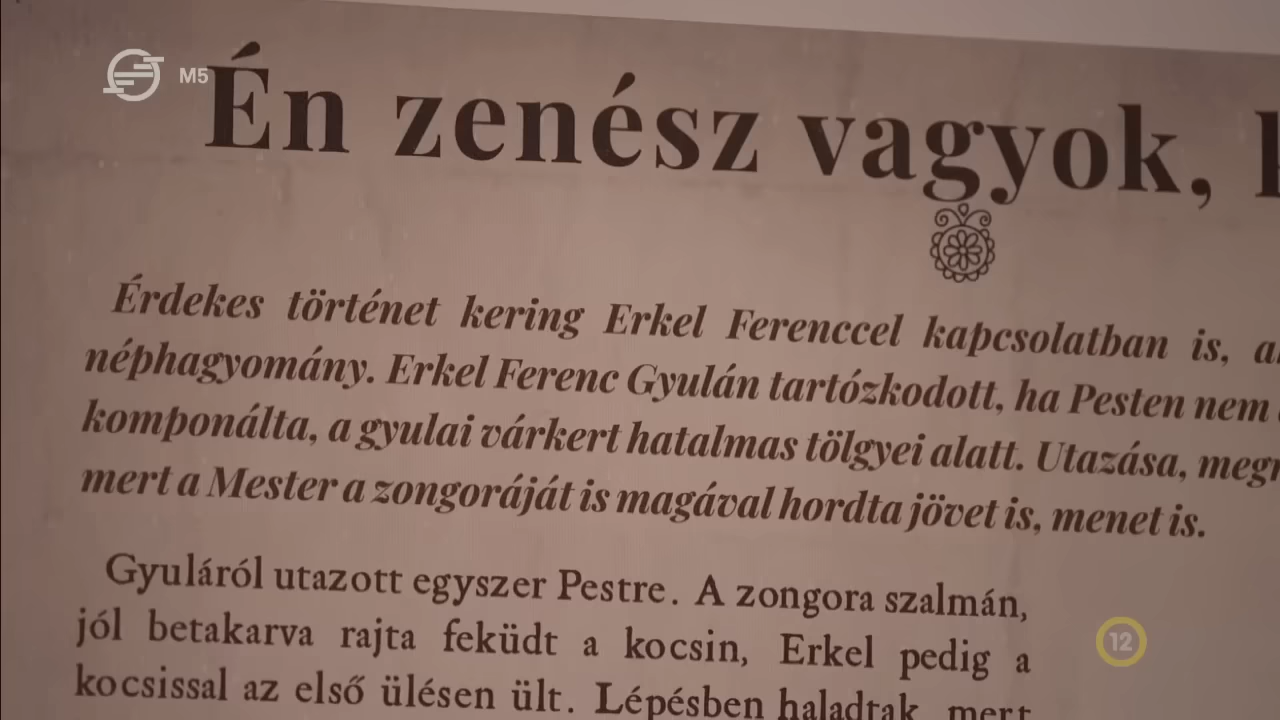 M5
Én zenész vagyok,
Érdekes történet kering Erkel Ferenccel kapcsolatban is,
néphagyomány. Erkel Ferenc Gyulán tartózkodott, ha Pesten nem
komponálta, a gyulai várkert hatalmas tölgyei alatt. Utazása,
mert a Mester a zongoráját is magával hordta jövet is, menet is.
Gyuláról utazott egyszer Pestre. A zongora szalmán,
jól betakarva rajta feküdt a kocsin, Erkel pedig a
kocsissal az első ülésen ült. Lépésben haladtak, mert
12